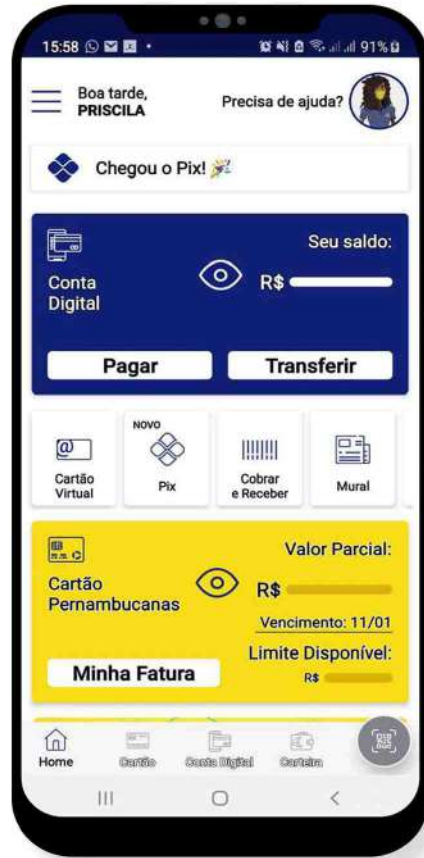 15:58
91%
Boa tarde,
PRISCILA
Precisa de ajuda?
Chegou o Pix! 🎉
Seu saldo:
Conta
Digital
R$
Pagar
Transferir
Cartão
Virtual
NOVO
Pix
Cobrar
e Receber
Mural
Valor Parcial:
Cartão
Pernambucanas
R$
Vencimento: 11/01
Limite Disponível:
R$
Minha Fatura
Home
Cartão
Conta Digital
Carteira